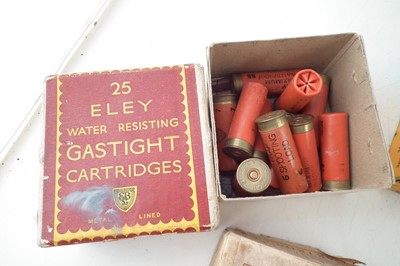 25
ELEY
WATER RESISTING
GASTIGHT
CARTRIDGES
METAL LINED